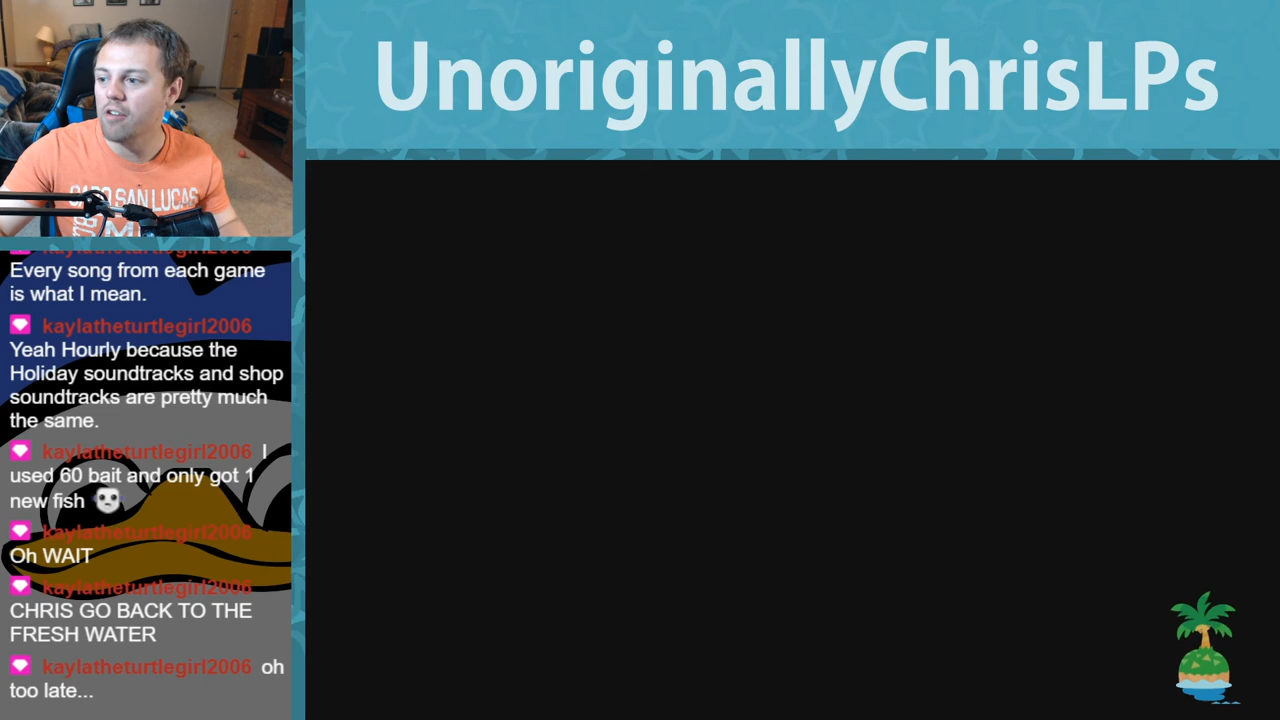 UnoriginallyChrisLPs
SAN LUCAS
kaylatheturtlegirl2006
Every song from each game
is what I mean.
kaylatheturtlegirl2006
Yeah Hourly because the
Holiday soundtracks and shop
soundtracks are pretty much
the same.
kaylatheturtlegirl2006 I
used 60 bait and only got 1
new fish
kaylatheturtlegirl2006
Oh WAIT
kaylatheturtlegirl2006
CHRIS GO BACK TO THE
FRESH WATER
kaylatheturtlegirl2006 oh
too late...